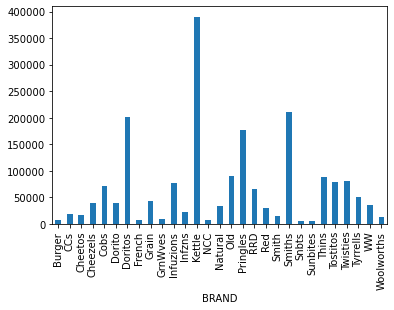 400000
350000
300000
250000
200000
150000
100000
50000
0
Burger
CCs
Cheetos
Cheezels
Cobs
Dorito
Doritos
French
Grain
GrnWves
Infuzions
Infzns
Kettle
NCC
Natural
Old
Pringles
RRD
Red
Smith
Smiths
Snbts
Sunbites
Thins
Tostitos
Twisties
Tyrrells
WW
Woolworths
BRAND